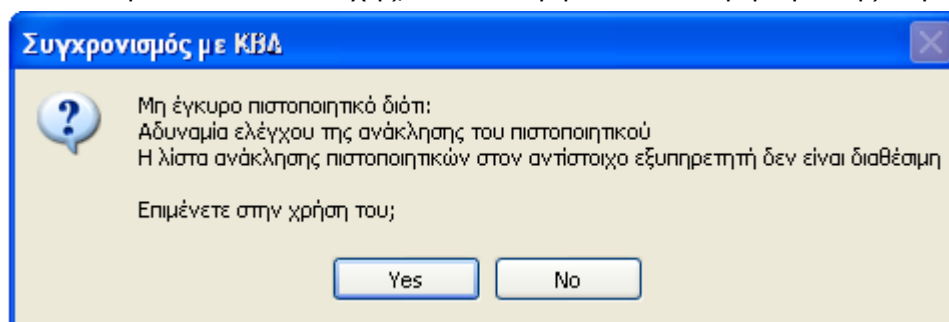 Συγχρονισμός με ΚΒΔ
Μη έγκυρο πιστοποιητικό διότι:
Αδυναμία ελέγχου της ανάκλησης του πιστοποιητικού
Η λίστα ανάκλησης πιστοποιητικών στον αντίστοιχο εξυπηρετητή δεν είναι διαθέσιμη
Επιμένετε στην χρήση του;
Yes
No